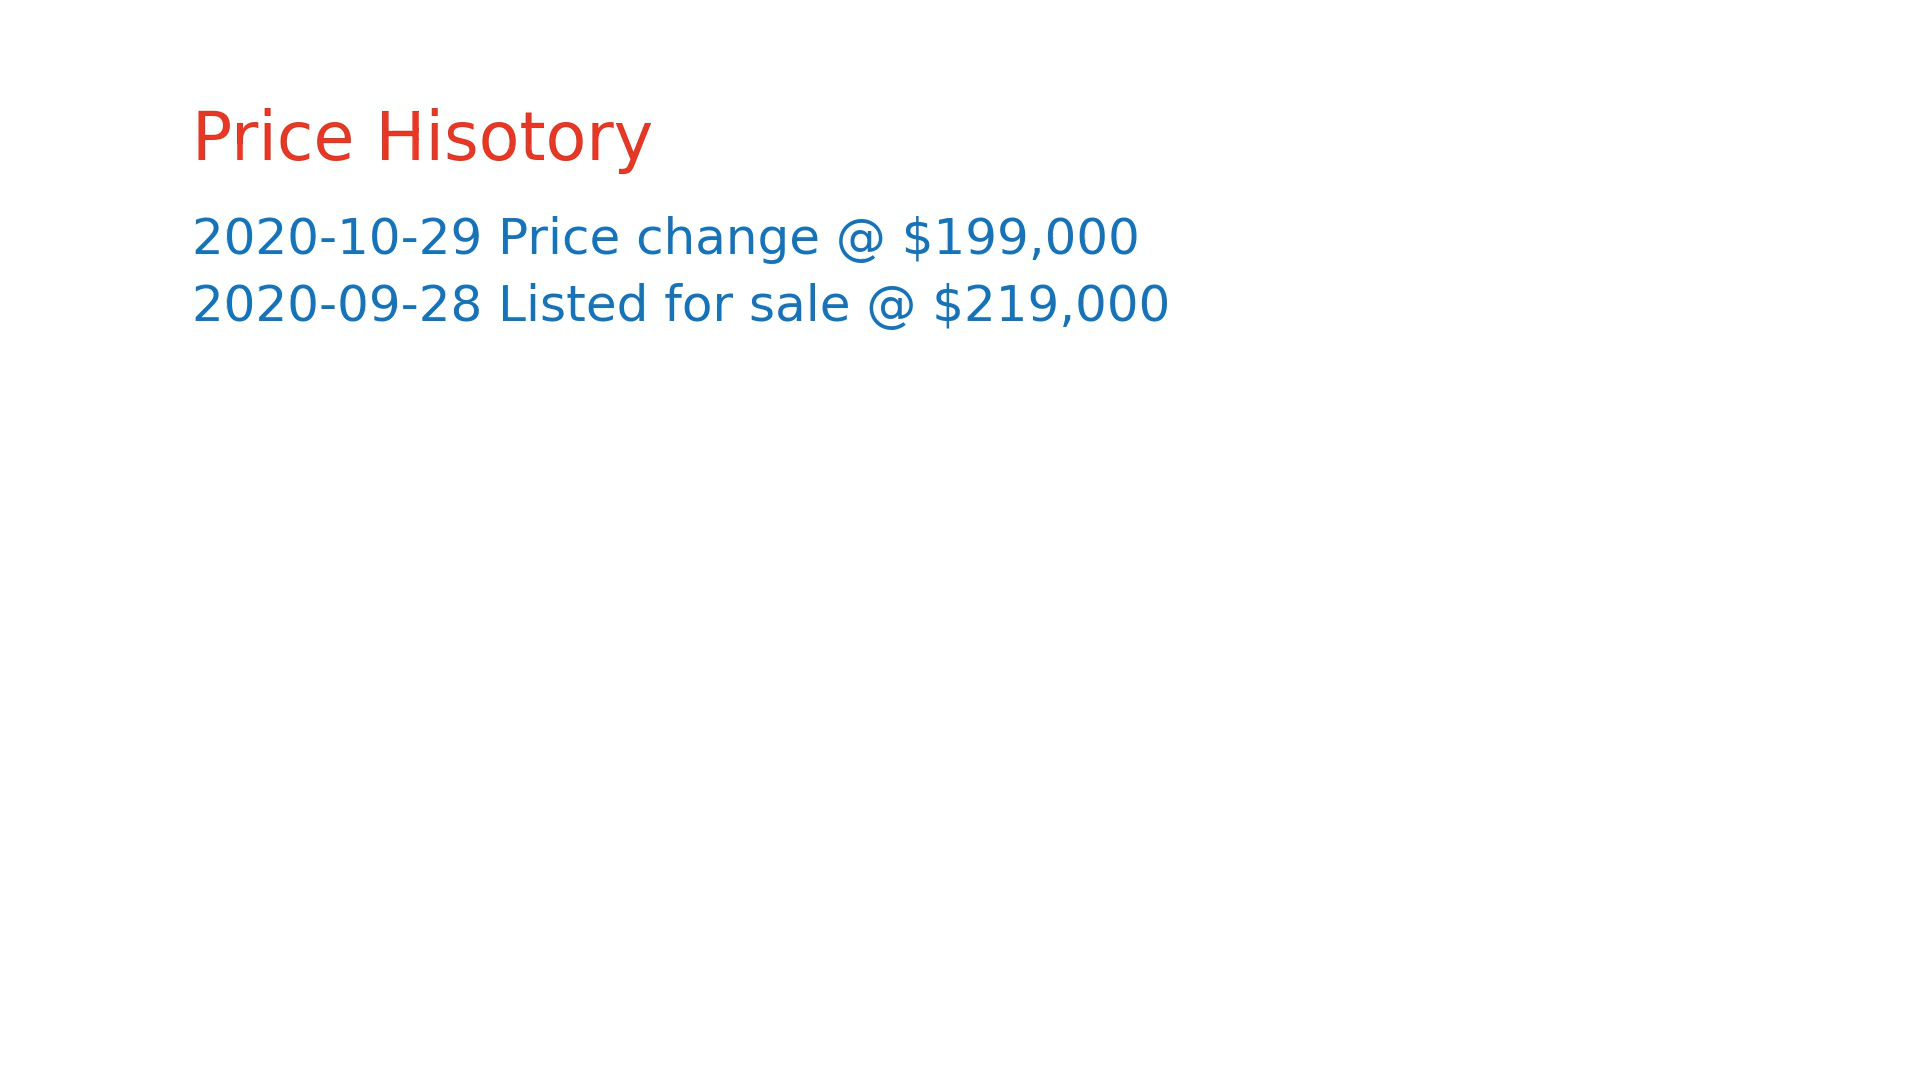 Price Hisotory
2020-10-29 Price change @ $199,000
2020-09-28 Listed for sale @ $219,000